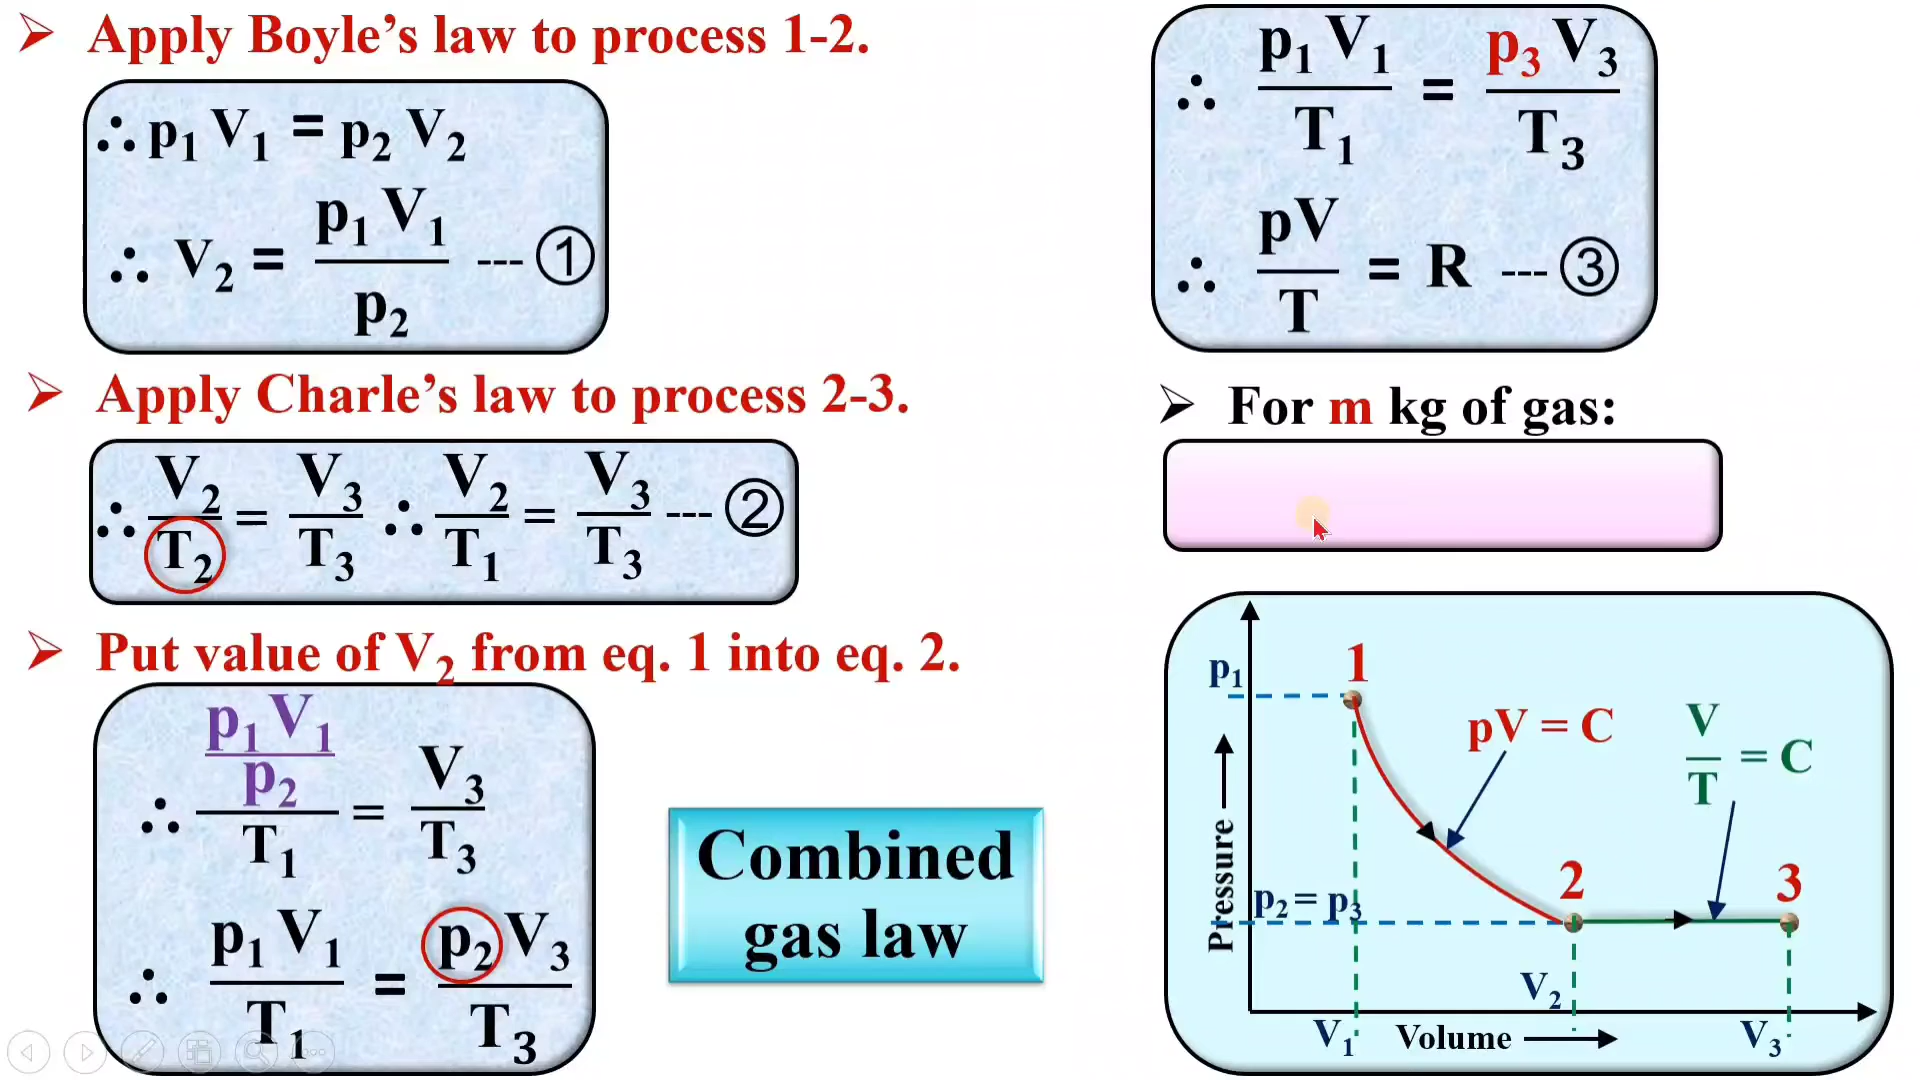 ➤ Apply Boyle’s law to process 1-2.
∴ p₁ V₁ = p₂ V₂
∴ V₂ = p₁ V₁ / p₂ --- ①
➤ Apply Charle’s law to process 2-3.
∴ V₂ / T₂ = V₃ / T₃ ∴ V₂ / T₁ = V₃ / T₃ --- ②
➤ Put value of V₂ from eq. 1 into eq. 2.
∴ (p₁ V₁ / p₂) / T₁ = V₃ / T₃
∴ p₁ V₁ / T₁ = p₂ V₃ / T₃
Combined
gas law
∴ p₁ V₁ / T₁ = p₃ V₃ / T₃
∴ pV / T = R --- ③
➤ For m kg of gas:
p₁
1
pV = C
V / T = C
Pressure
p₂ = p₃
2
3
V₂
V₁
Volume
V₃